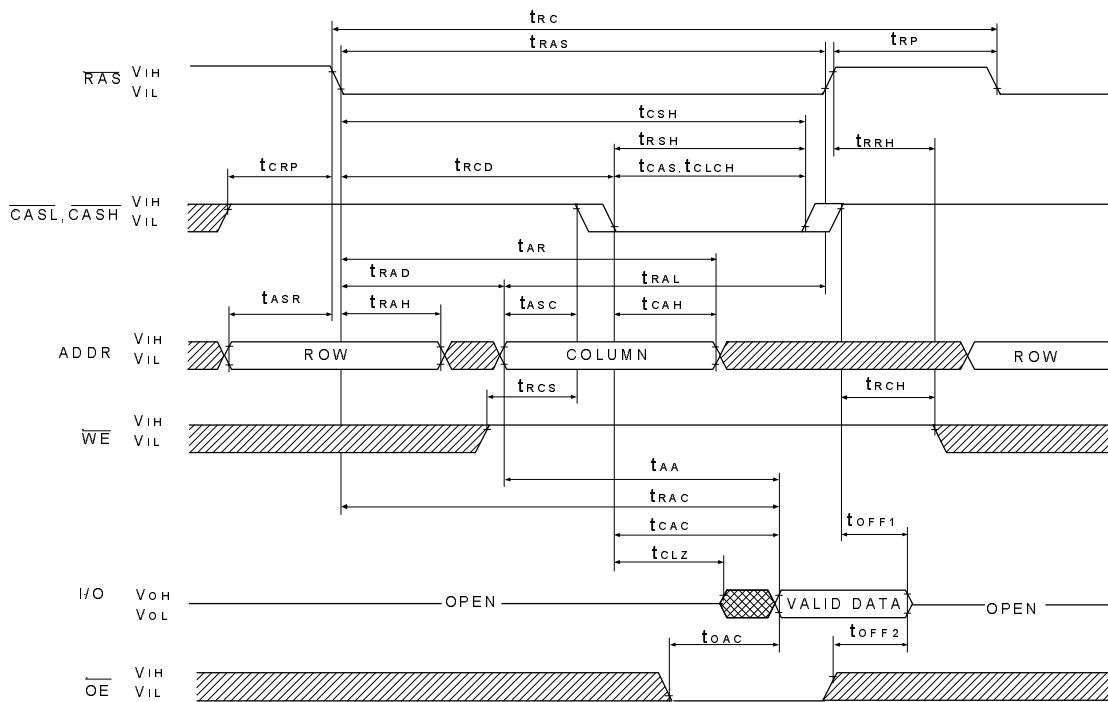 tRC
tRAS
tRP
RAS VIH
VIL
tCSH
tRSH
tRRH
tCRP
tRCD
tCAS,tCLCH
CASL,CASH VIH
VIL
tAR
tRAD
tRAL
tASR
tRAH
tASC
tCAH
ADDR VIH
VIL
ROW
COLUMN
ROW
tRCS
tRCH
WE VIH
VIL
tAA
tRAC
tCAC
tOFF1
tCLZ
I/O VOH
VOL
OPEN
VALID DATA
OPEN
tOAC
tOFF2
OE VIH
VIL